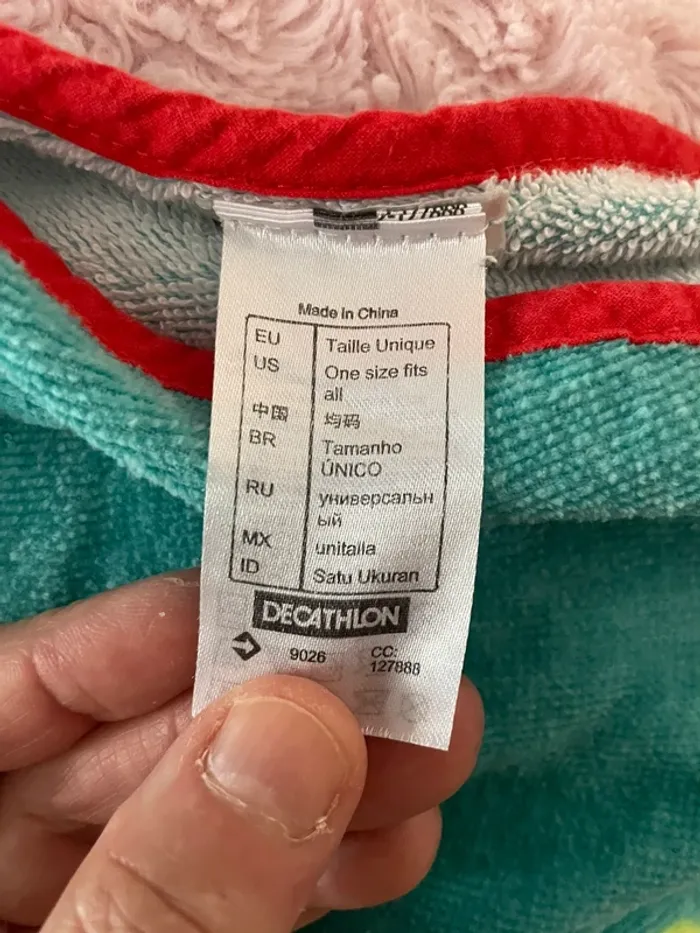 Made in China
EU Taille Unique
US One size fits
all
中国 均码
BR Tamanho
ÚNICO
RU универсальн
ый
MX unitalla
ID Satu Ukuran
DECATHLON
9026 CC:
127888